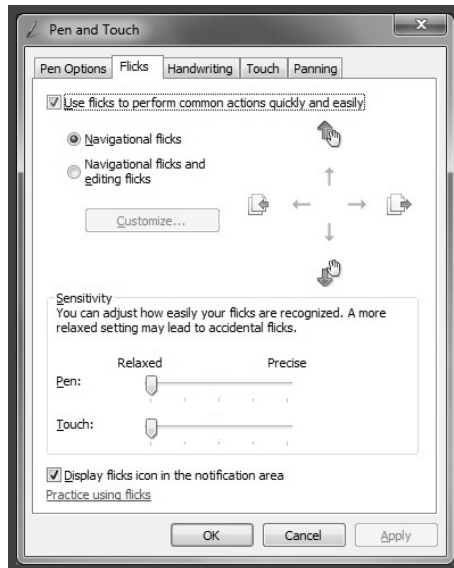 Pen and Touch
Pen Options Flicks Handwriting Touch Panning
Use flicks to perform common actions quickly and easily
Navigational flicks
Navigational flicks and
editing flicks
Customize...
Sensitivity
You can adjust how easily your flicks are recognized. A more
relaxed setting may lead to accidental flicks.
Relaxed Precise
Pen:
Touch:
Display flicks icon in the notification area
Practice using flicks
OK Cancel Apply